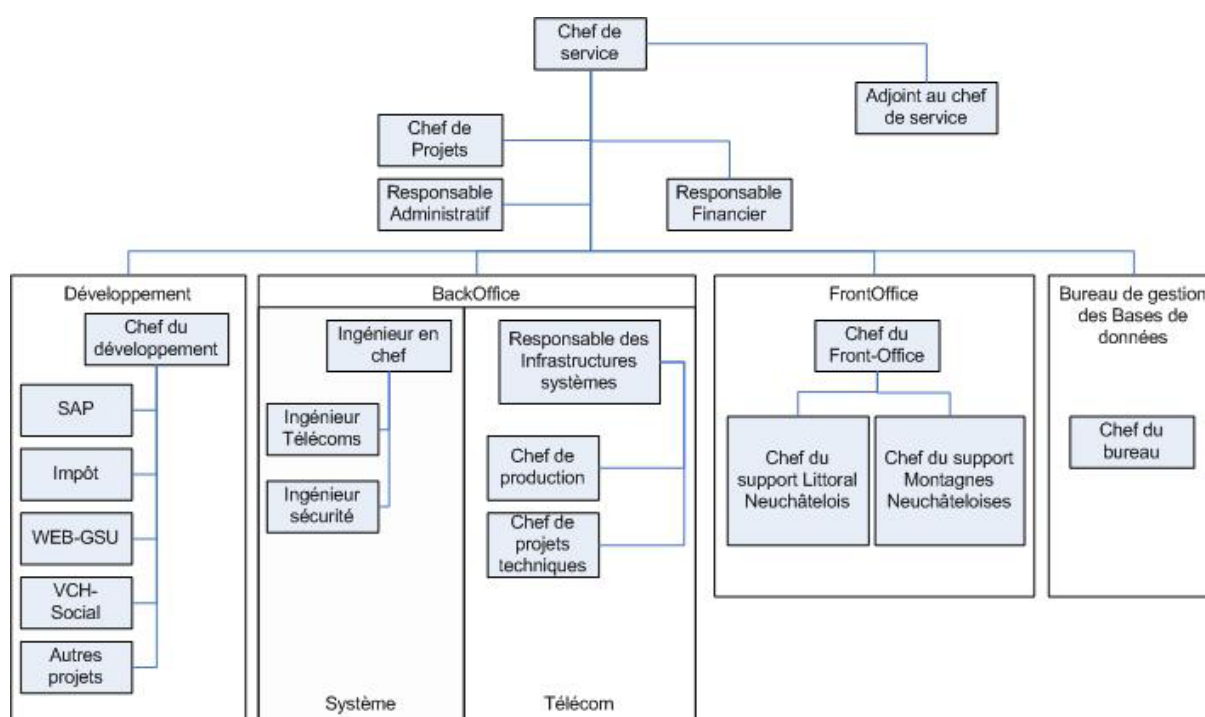 Chef de
service
Adjoint au chef
de service
Chef de
Projets
Responsable
Administratif
Responsable
Financier
Développement
Chef du
développement
SAP
Impôt
WEB-GSU
VCH-
Social
Autres
projets
BackOffice
Ingénieur en
chef
Ingénieur
Télécoms
Ingénieur
sécurité
Système
Responsable des
Infrastructures
systèmes
Chef de
production
Chef de
projets
techniques
Télécom
FrontOffice
Chef du
Front-Office
Chef du
support Littoral
Neuchâtelois
Chef du support
Montagnes
Neuchâteloises
Bureau de gestion
des Bases de
données
Chef du
bureau